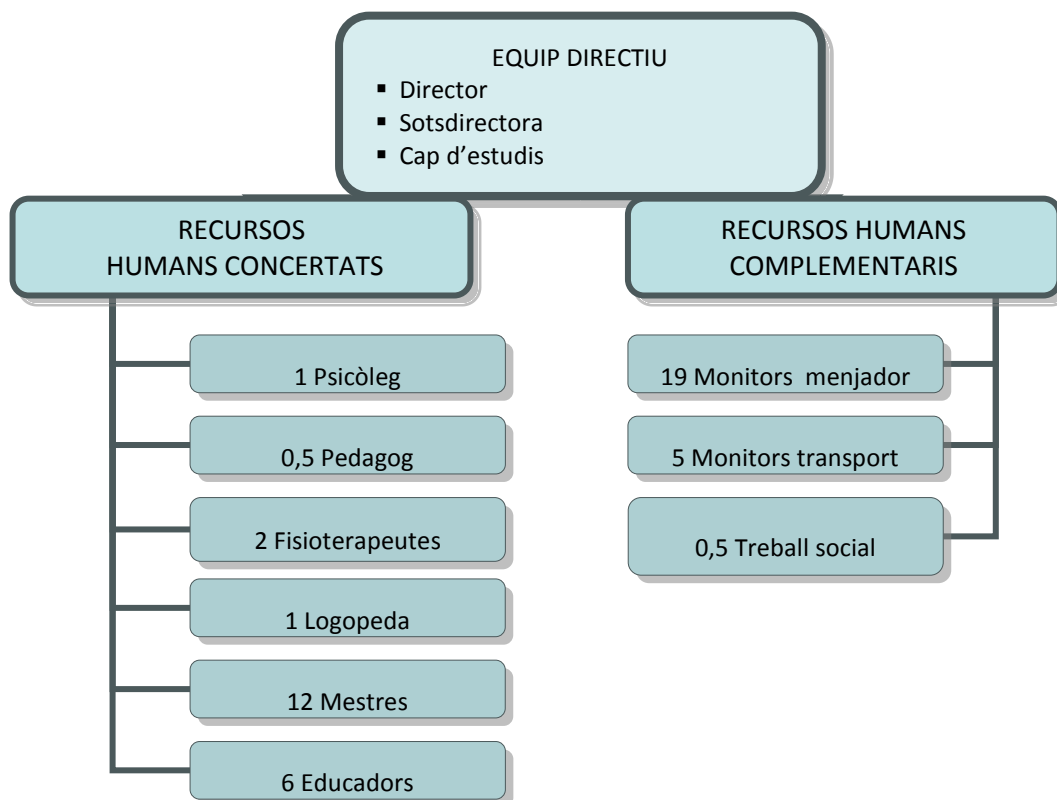 EQUIP DIRECTIU
▪ Director
▪ Sotsdirectora
▪ Cap d’estudis
RECURSOS
HUMANS CONCERTATS
1 Psicòleg
0,5 Pedagog
2 Fisioterapeutes
1 Logopeda
12 Mestres
6 Educadors
RECURSOS HUMANS
COMPLEMENTARIS
19 Monitors  menjador
5 Monitors transport
0,5 Treball social